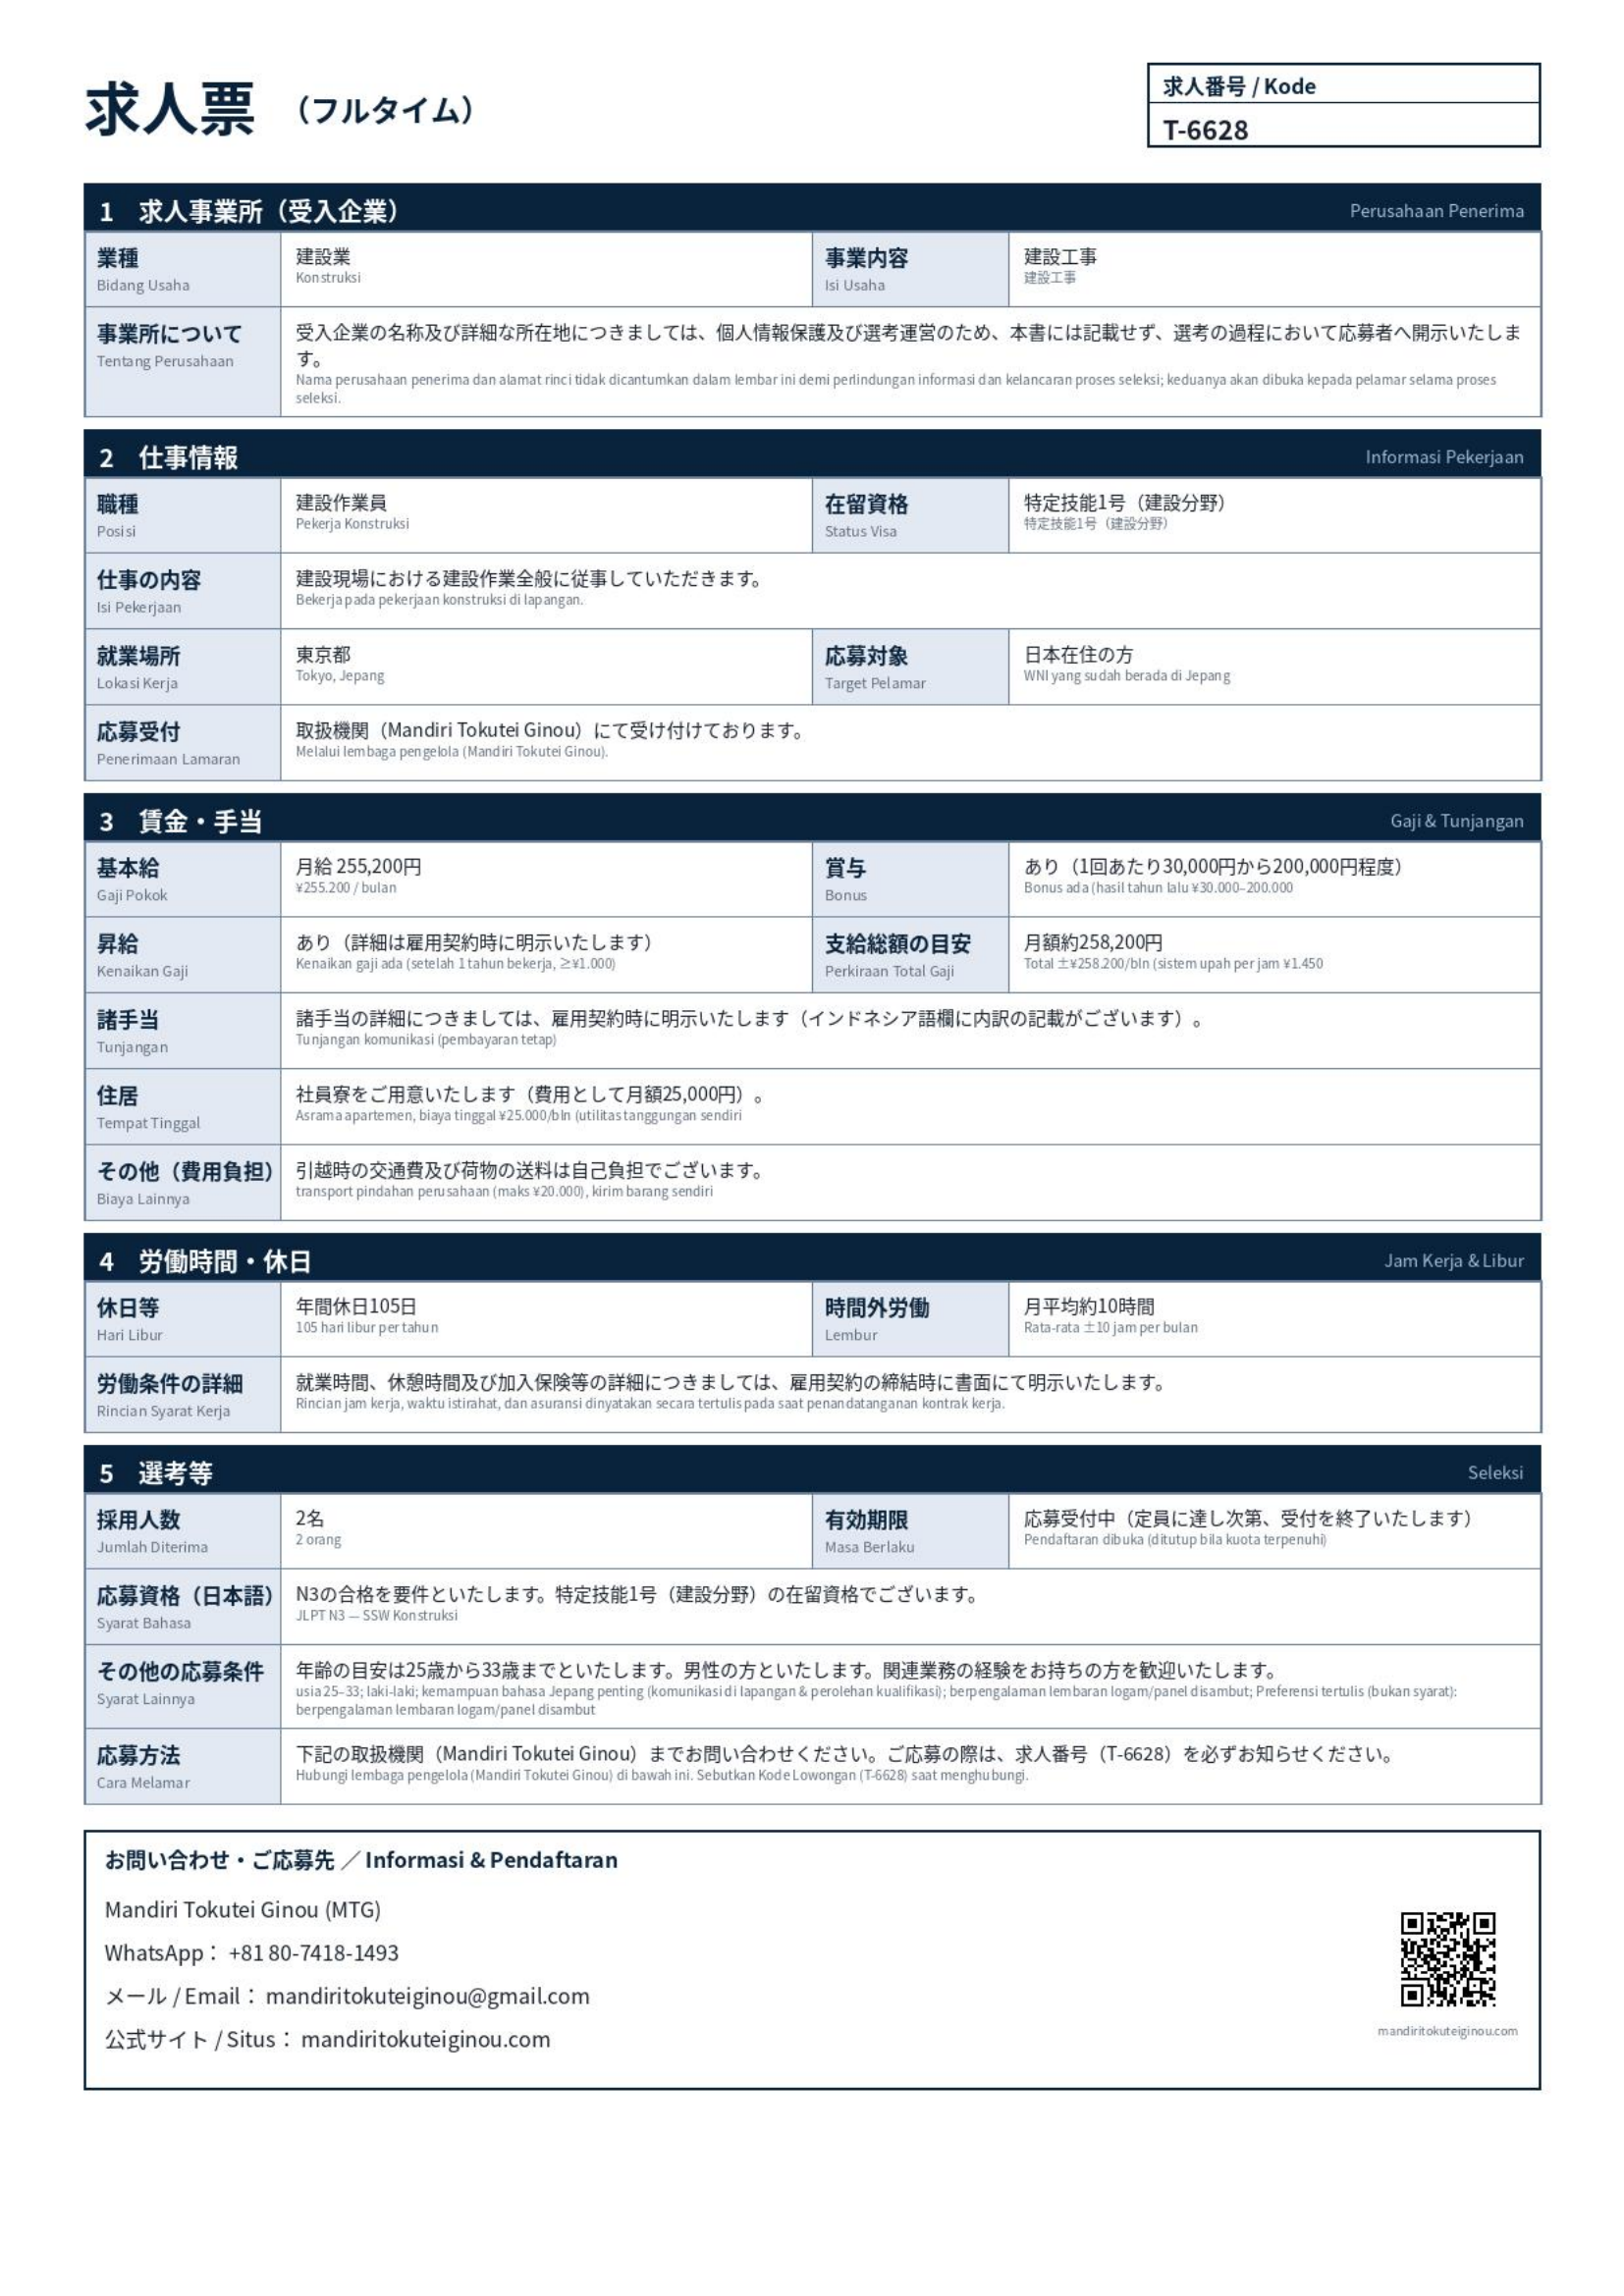 求人票 （フルタイム）
求人番号 / Kode
T-6628
1 求人事業所（受入企業） Perusahaan Penerima
業種 建設業 事業内容 建設工事
Bidang Usaha Konstruksi Isi Usaha 建設工事
事業所について 受入企業の名称及び詳細な所在地につきましては、個人情報保護及び選考運営のため、本書には記載せず、選考の過程において応募者へ開示いたしま
Tentang Perusahaan す。
Nama perusahaan penerima dan alamat rinci tidak dicantumkan dalam lembar ini demi perlindungan informasi dan kelancaran proses seleksi; keduanya akan dibuka kepada pelamar selama proses
seleksi.
2 仕事情報 Informasi Pekerjaan
職種 建設作業員 在留資格 特定技能1号（建設分野）
Posisi Pekerja Konstruksi Status Visa 特定技能1号（建設分野）
仕事の内容 建設現場における建設作業全般に従事していただきます。
Isi Pekerjaan Bekerja pada pekerjaan konstruksi di lapangan.
就業場所 東京都 応募対象 日本在住の方
Lokasi Kerja Tokyo, Jepang Target Pelamar WNI yang sudah berada di Jepang
応募受付 取扱機関（Mandiri Tokutei Ginou）にて受け付けております。
Penerimaan Lamaran Melalui lembaga pengelola (Mandiri Tokutei Ginou).
3 賃金・手当 Gaji & Tunjangan
基本給 月給 255,200円 賞与 あり（1回あたり30,000円から200,000円程度）
Gaji Pokok ¥255.200 / bulan Bonus Bonus ada (hasil tahun lalu ¥30.000–200.000
昇給 あり（詳細は雇用契約時に明示いたします） 支給総額の目安 月額約258,200円
Kenaikan Gaji Kenaikan gaji ada (setelah 1 tahun bekerja, ≥¥1.000) Perkiraan Total Gaji Total ±¥258.200/bln (sistem upah per jam ¥1.450
諸手当 諸手当の詳細につきましては、雇用契約時に明示いたします（インドネシア語欄に内訳の記載がございます）。
Tunjangan Tunjangan komunikasi (pembayaran tetap)
住居 社員寮をご用意いたします（費用として月額25,000円）。
Tempat Tinggal Asrama apartemen, biaya tinggal ¥25.000/bln (utilitas tanggungan sendiri
その他（費用負担） 引越時の交通費及び荷物の送料は自己負担でございます。
Biaya Lainnya transport pindahan perusahaan (maks ¥20.000), kirim barang sendiri
4 労働時間・休日 Jam Kerja & Libur
休日等 年間休日105日 時間外労働 月平均約10時間
Hari Libur 105 hari libur per tahun Lembur Rata-rata ±10 jam per bulan
労働条件の詳細 就業時間、休憩時間及び加入保険等の詳細につきましては、雇用契約の締結時に書面にて明示いたします。
Rincian Syarat Kerja Rincian jam kerja, waktu istirahat, dan asuransi dinyatakan secara tertulis pada saat penandatanganan kontrak kerja.
5 選考等 Seleksi
採用人数 2名 有効期限 応募受付中（定員に達し次第、受付を終了いたします）
Jumlah Diterima 2 orang Masa Berlaku Pendaftaran dibuka (ditutup bila kuota terpenuhi)
応募資格（日本語） N3の合格を要件といたします。特定技能1号（建設分野）の在留資格でございます。
Syarat Bahasa JLPT N3 — SSW Konstruksi
その他の応募条件 年齢の目安は25歳から33歳までといたします。男性の方といたします。関連業務の経験をお持ちの方を歓迎いたします。
Syarat Lainnya usia 25–33; laki-laki; kemampuan bahasa Jepang penting (komunikasi di lapangan & perolehan kualifikasi); berpengalaman lembaran logam/panel disambut; Preferensi tertulis (bukan syarat):
berpengalaman lembaran logam/panel disambut
応募方法 下記の取扱機関（Mandiri Tokutei Ginou）までお問い合わせください。ご応募の際は、求人番号（T-6628）を必ずお知らせください。
Cara Melamar Hubungi lembaga pengelola (Mandiri Tokutei Ginou) di bawah ini. Sebutkan Kode Lowongan (T-6628) saat menghubungi.
お問い合わせ・ご応募先 ／ Informasi & Pendaftaran
Mandiri Tokutei Ginou (MTG)
WhatsApp： +81 80-7418-1493
メール / Email： mandiritokuteiginou@gmail.com
公式サイト / Situs： mandiritokuteiginou.com
mandiritokuteiginou.com